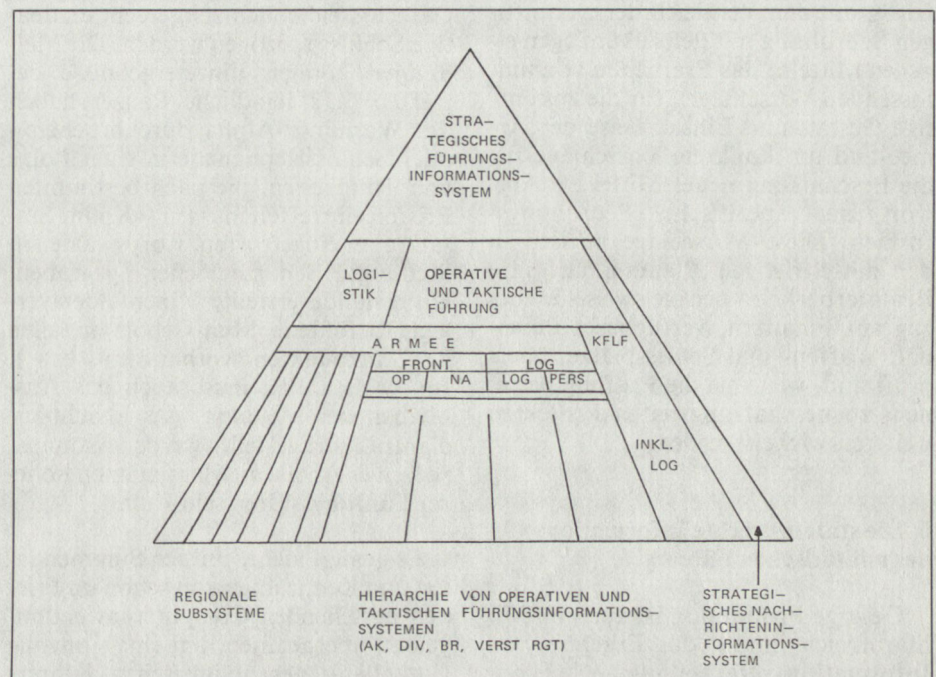 STRA–
TEGISCHES
FÜHRUNGS–
INFORMATIONS–
SYSTEM
LOGI–
STIK
OPERATIVE
UND TAKTISCHE
FÜHRUNG
ARMEE
KFLF
FRONT LOG
OP NA LOG PERS
INKL.
LOG
REGIONALE
SUBSYSTEME
HIERARCHIE VON OPERATIVEN UND
TAKTISCHEN FÜHRUNGSINFORMATIONS–
SYSTEMEN
(AK, DIV, BR, VERST RGT)
STRATEGI–
SCHES NACH–
RICHTENIN–
FORMATIONS–
SYSTEM